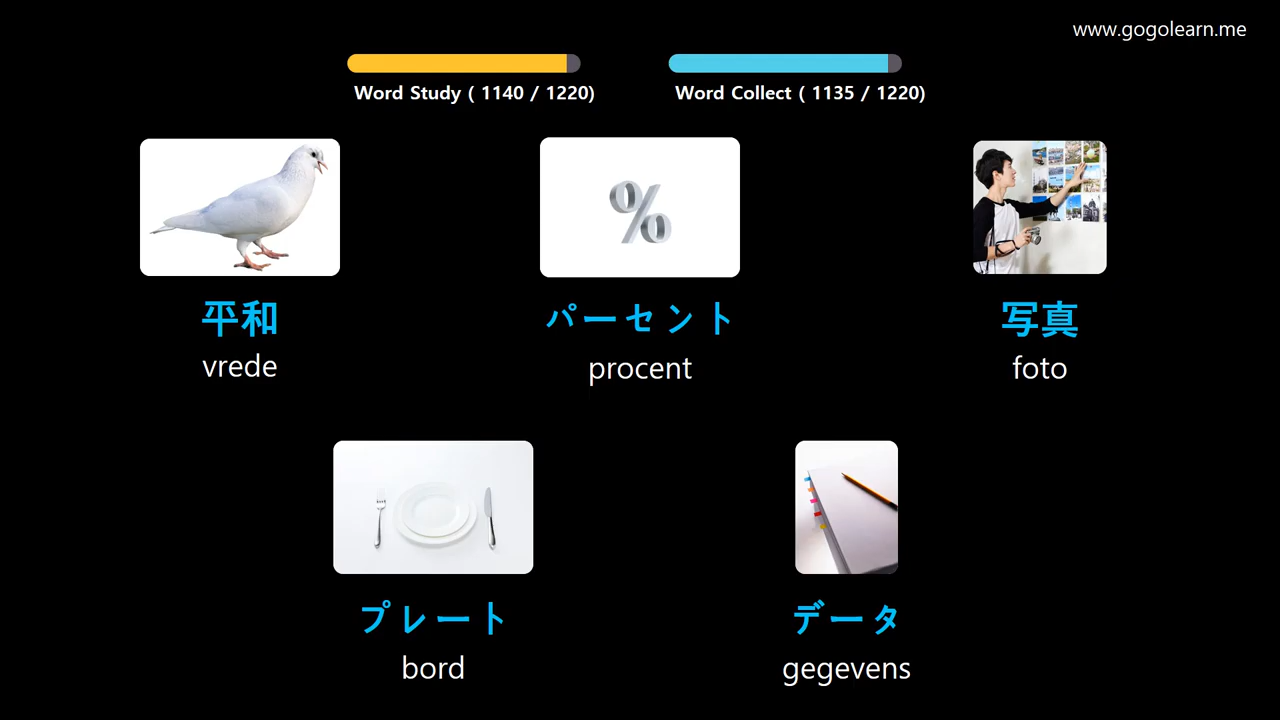 www.gogolearn.me
Word Study ( 1140 / 1220)
Word Collect ( 1135 / 1220)
平和
vrede
%
パーセント
procent
写真
foto
プレート
bord
データ
gegevens